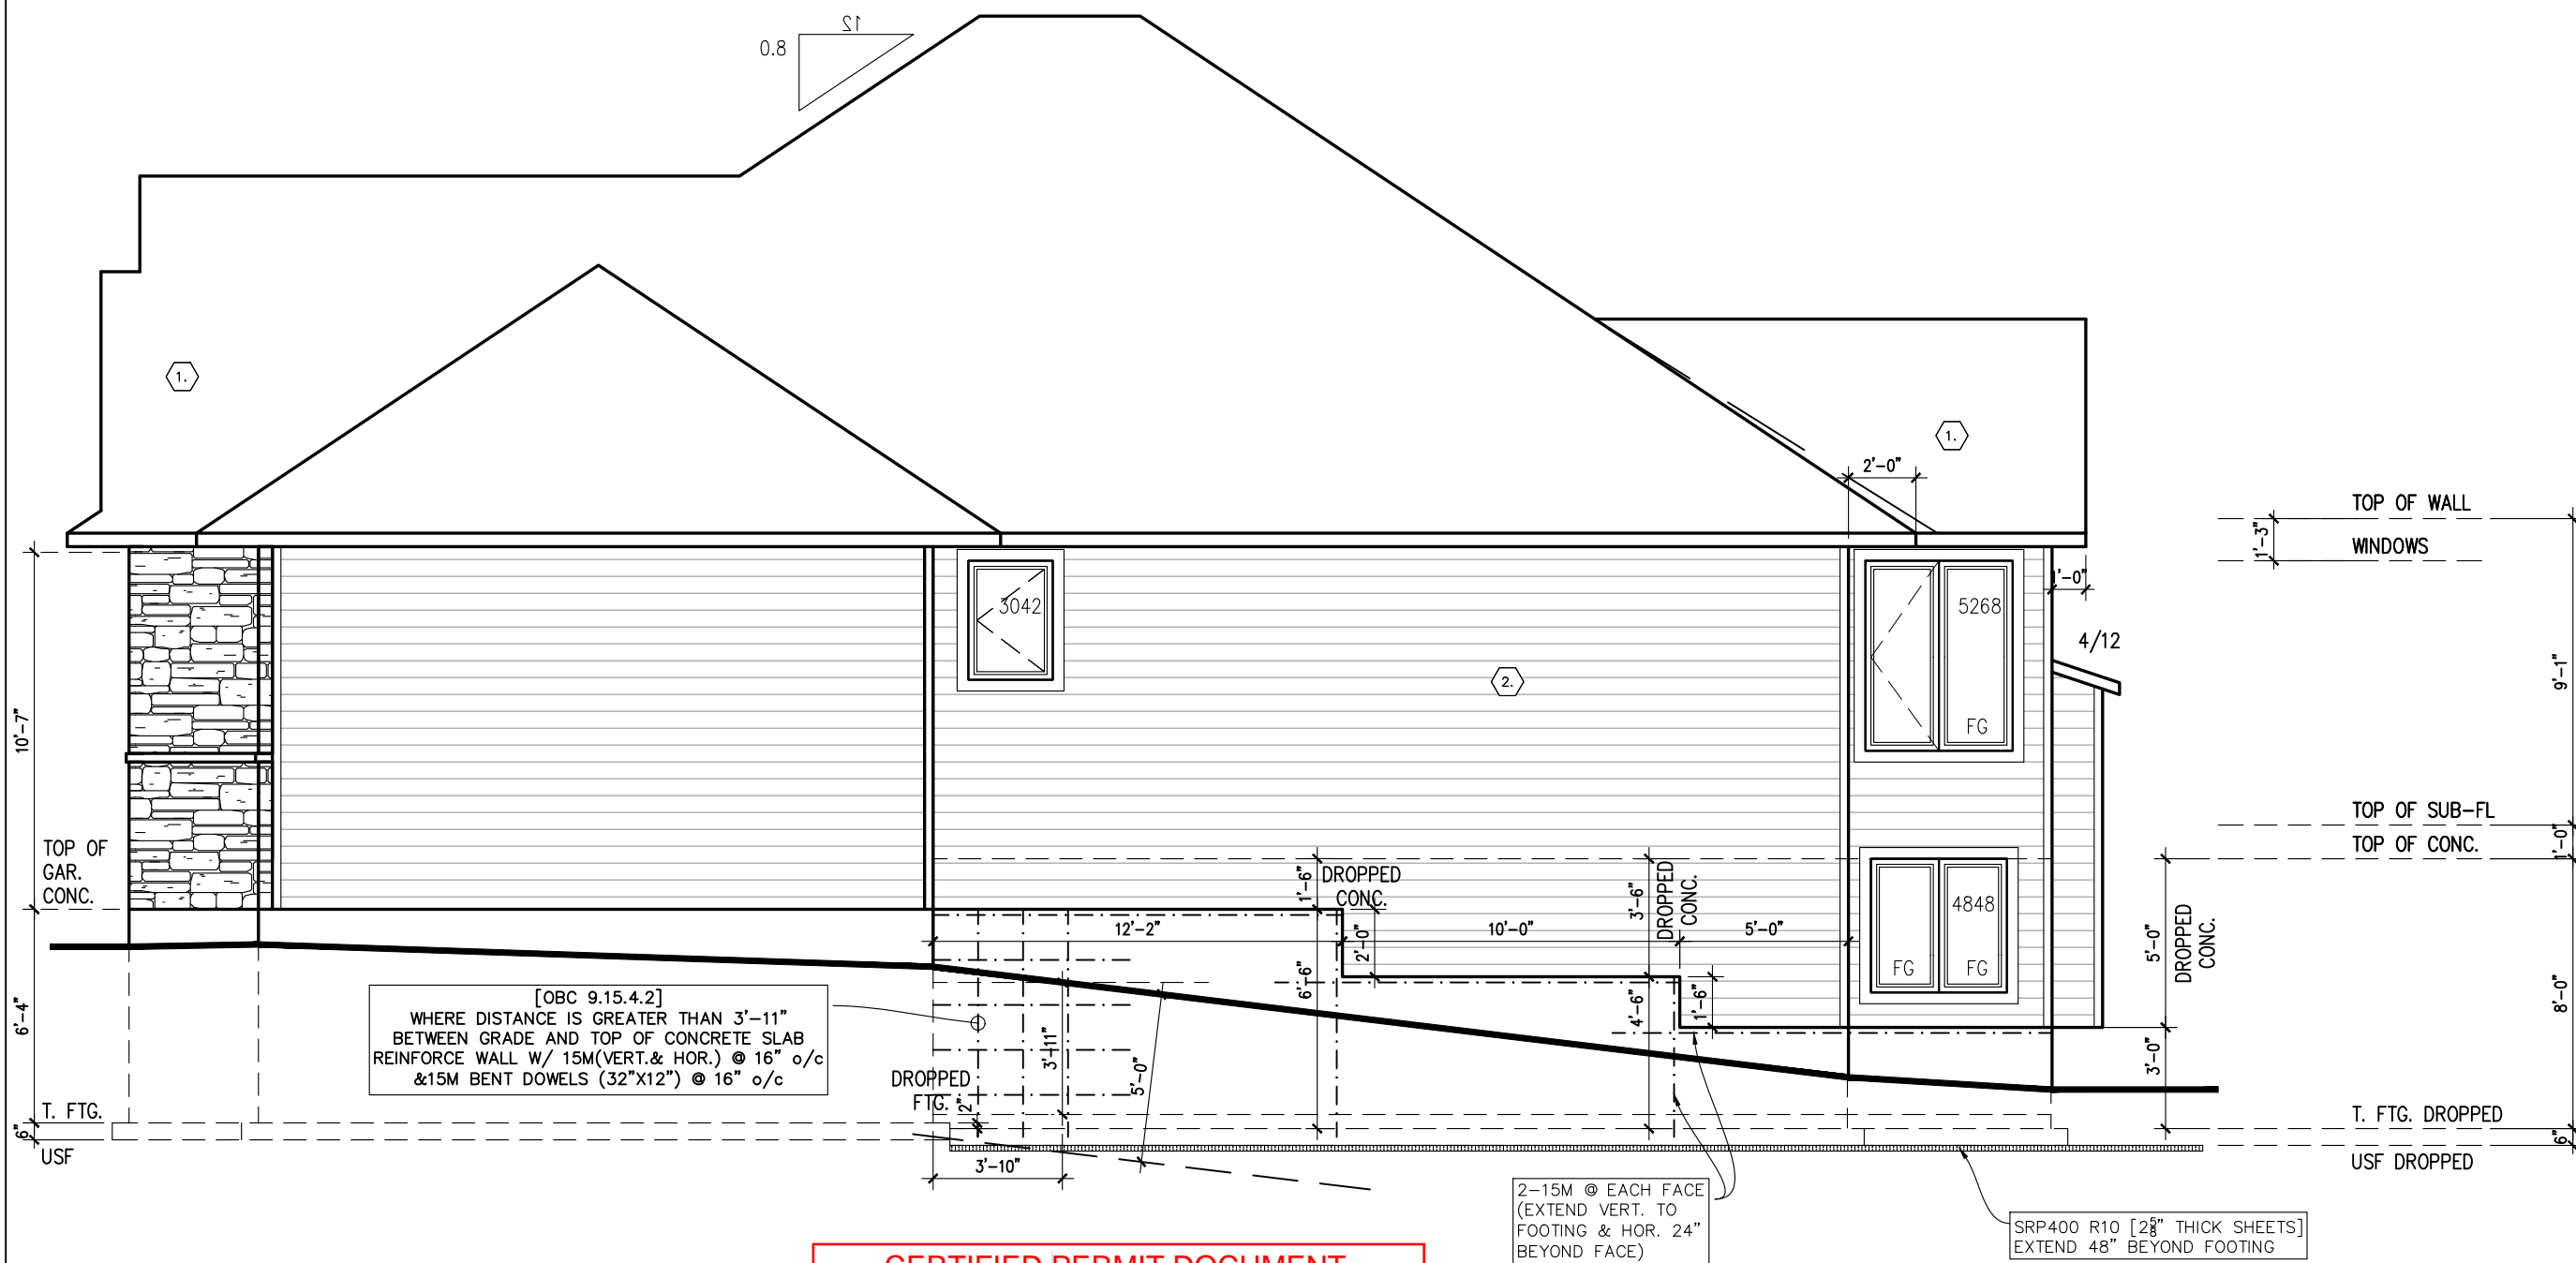 12
0.8
1.
1.
2'-0"
TOP OF WALL
1'-3"
WINDOWS
1'-0"
3042
5268
4/12
FG
2.
9'-1"
10'-7"
TOP OF SUB-FL
TOP OF CONC.
1'-0"
TOP OF
GAR.
CONC.
1'-6"
DROPPED
CONC.
3'-6"
DROPPED
CONC.
4848
FG
FG
12'-2"
2'-0"
10'-0"
5'-0"
5'-0"
DROPPED
CONC.
6'-4"
[OBC 9.15.4.2]
WHERE DISTANCE IS GREATER THAN 3'-11"
BETWEEN GRADE AND TOP OF CONCRETE SLAB
REINFORCE WALL W/ 15M(VERT.& HOR.) @ 16" o/c
&15M BENT DOWELS (32"X12") @ 16" o/c
6'-6"
4'-6"
1'-6"
8'-0"
3'-11"
5'-0"
3'-0"
DROPPED
FTG.
2"
T. FTG.
6"
USF
T. FTG. DROPPED
6"
USF DROPPED
3'-10"
2-15M @ EACH FACE
(EXTEND VERT. TO
FOOTING & HOR. 24"
BEYOND FACE)
SRP400 R10 [2⅝" THICK SHEETS]
EXTEND 48" BEYOND FOOTING
CERTIFIED PERMIT DOCUMENT